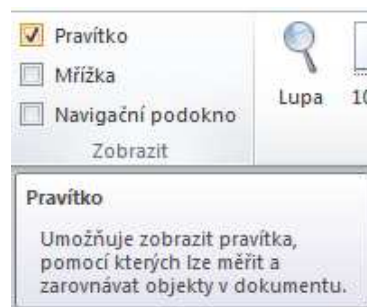 Pravítko
Mřížka
Navigační podokno
Zobrazit
Lupa
10
Pravítko
Umožňuje zobrazit pravítka,
pomocí kterých lze měřit a
zarovnávat objekty v dokumentu.